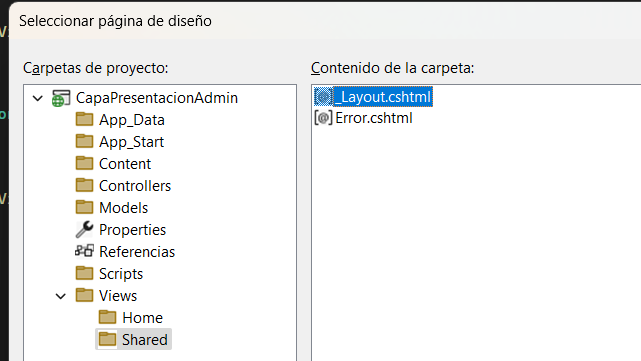 Seleccionar página de diseño
Carpetas de proyecto:
CapaPresentacionAdmin
App_Data
App_Start
Content
Controllers
Models
Properties
Referencias
Scripts
Views
Home
Shared
Contenido de la carpeta:
_Layout.cshtml
Error.cshtml